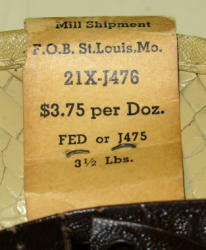 Mill Shipment
F.O.B. St.Louis,Mo.
21X-J476
$3.75 per Doz.
FED or J475
3½ Lbs.